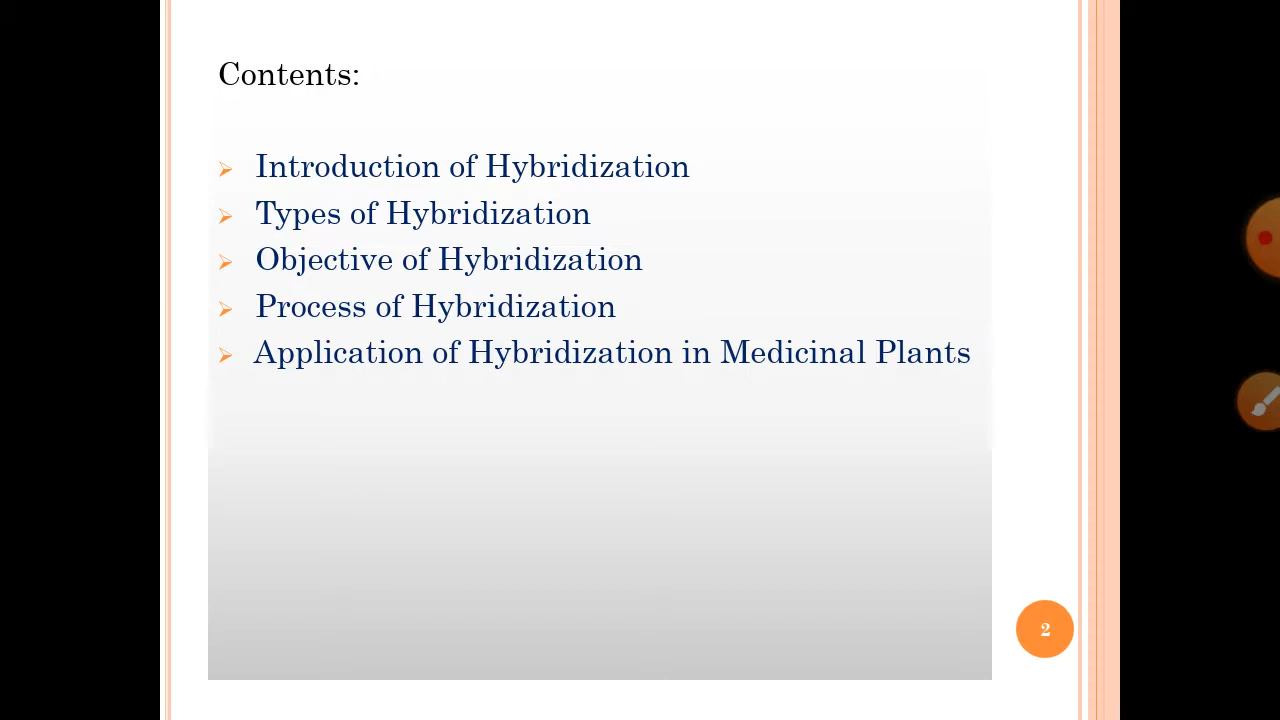 Contents:
Introduction of Hybridization
Types of Hybridization
Objective of Hybridization
Process of Hybridization
Application of Hybridization in Medicinal Plants
2